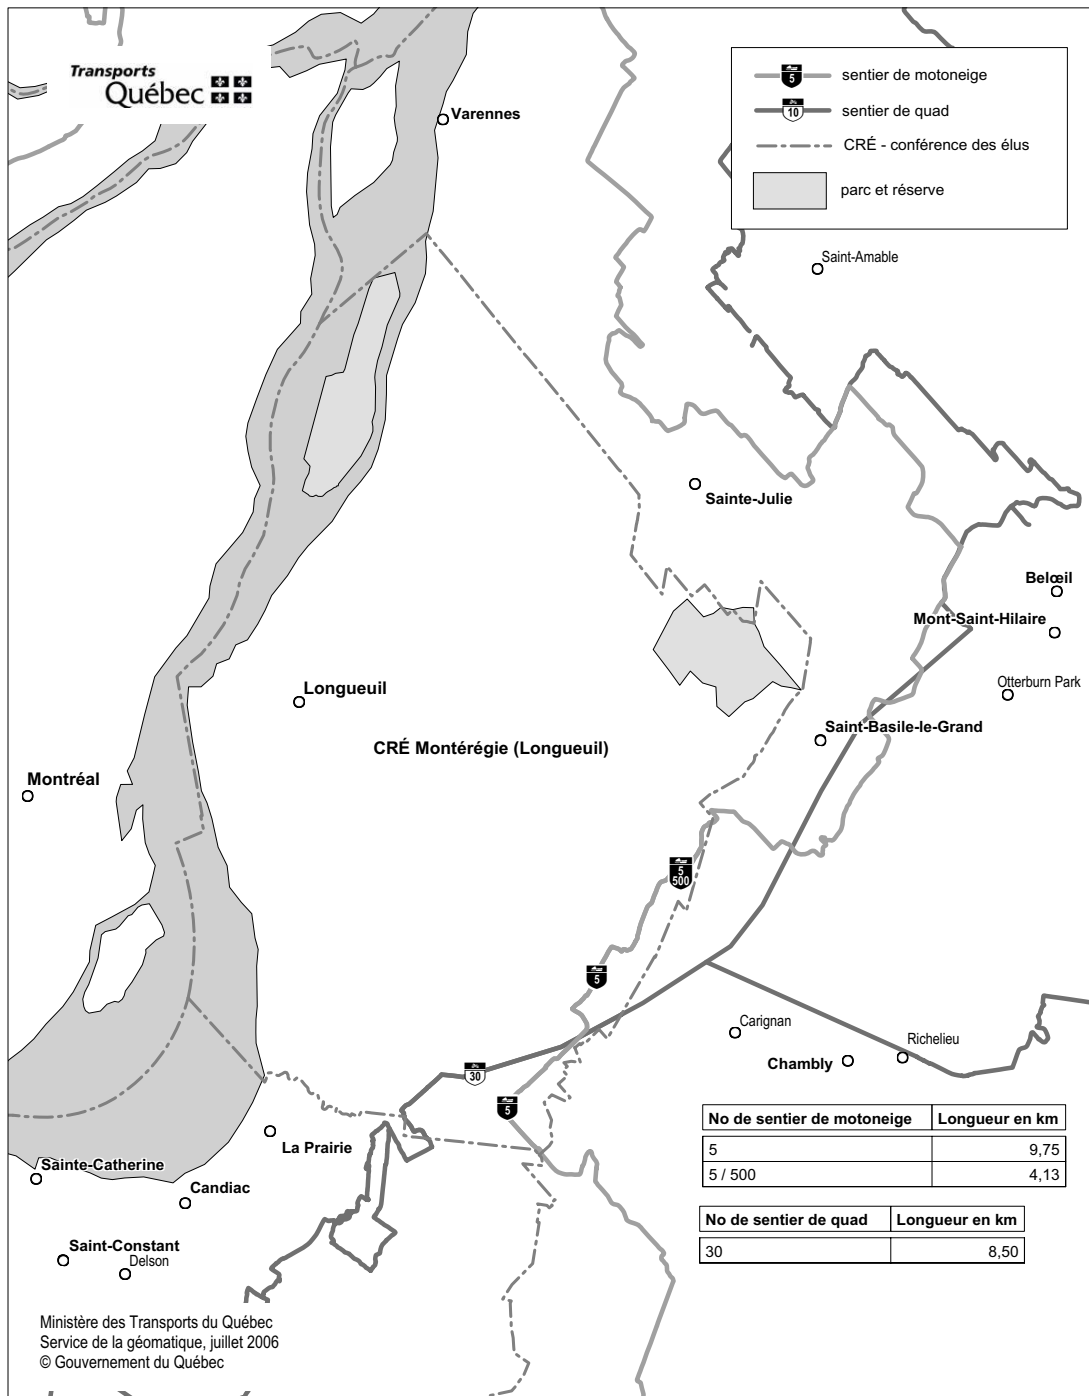 Transports
Québec
5
sentier de motoneige
10
sentier de quad
CRÉ - conférence des élus
parc et réserve
Varennes
Saint-Amable
Sainte-Julie
Belœil
Mont-Saint-Hilaire
Otterburn Park
Longueuil
Saint-Basile-le-Grand
CRÉ Montérégie (Longueuil)
Montréal
5
500
5
Carignan
Richelieu
Chambly
30
5
La Prairie
Sainte-Catherine
Candiac
Saint-Constant
Delson
No de sentier de motoneige Longueur en km
5 9,75
5 / 500 4,13
No de sentier de quad Longueur en km
30 8,50
Ministère des Transports du Québec
Service de la géomatique, juillet 2006
© Gouvernement du Québec